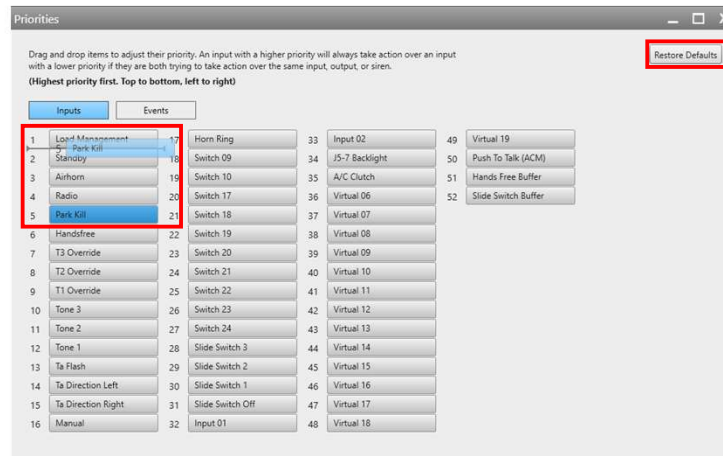 Priorities
Drag and drop items to adjust their priority. An input with a higher priority will always take action over an input
with a lower priority if they are both trying to take action over the same input, output, or siren.
(Highest priority first. Top to bottom, left to right)
Restore Defaults
Inputs
Events
1 Load Management
5 Park Kill
2 Standby
3 Airhorn
4 Radio
5 Park Kill
6 Handsfree
7 T3 Override
8 T2 Override
9 T1 Override
10 Tone 3
11 Tone 2
12 Tone 1
13 Ta Flash
14 Ta Direction Left
15 Ta Direction Right
16 Manual
17 Horn Ring
18 Switch 09
19 Switch 10
20 Switch 17
21 Switch 18
22 Switch 19
23 Switch 20
24 Switch 21
25 Switch 22
26 Switch 23
27 Switch 24
28 Slide Switch 3
29 Slide Switch 2
30 Slide Switch 1
31 Slide Switch Off
32 Input 01
33 Input 02
34 J5-7 Backlight
35 A/C Clutch
36 Virtual 06
37 Virtual 07
38 Virtual 08
39 Virtual 09
40 Virtual 10
41 Virtual 11
42 Virtual 12
43 Virtual 13
44 Virtual 14
45 Virtual 15
46 Virtual 16
47 Virtual 17
48 Virtual 18
49 Virtual 19
50 Push To Talk (ACM)
51 Hands Free Buffer
52 Slide Switch Buffer